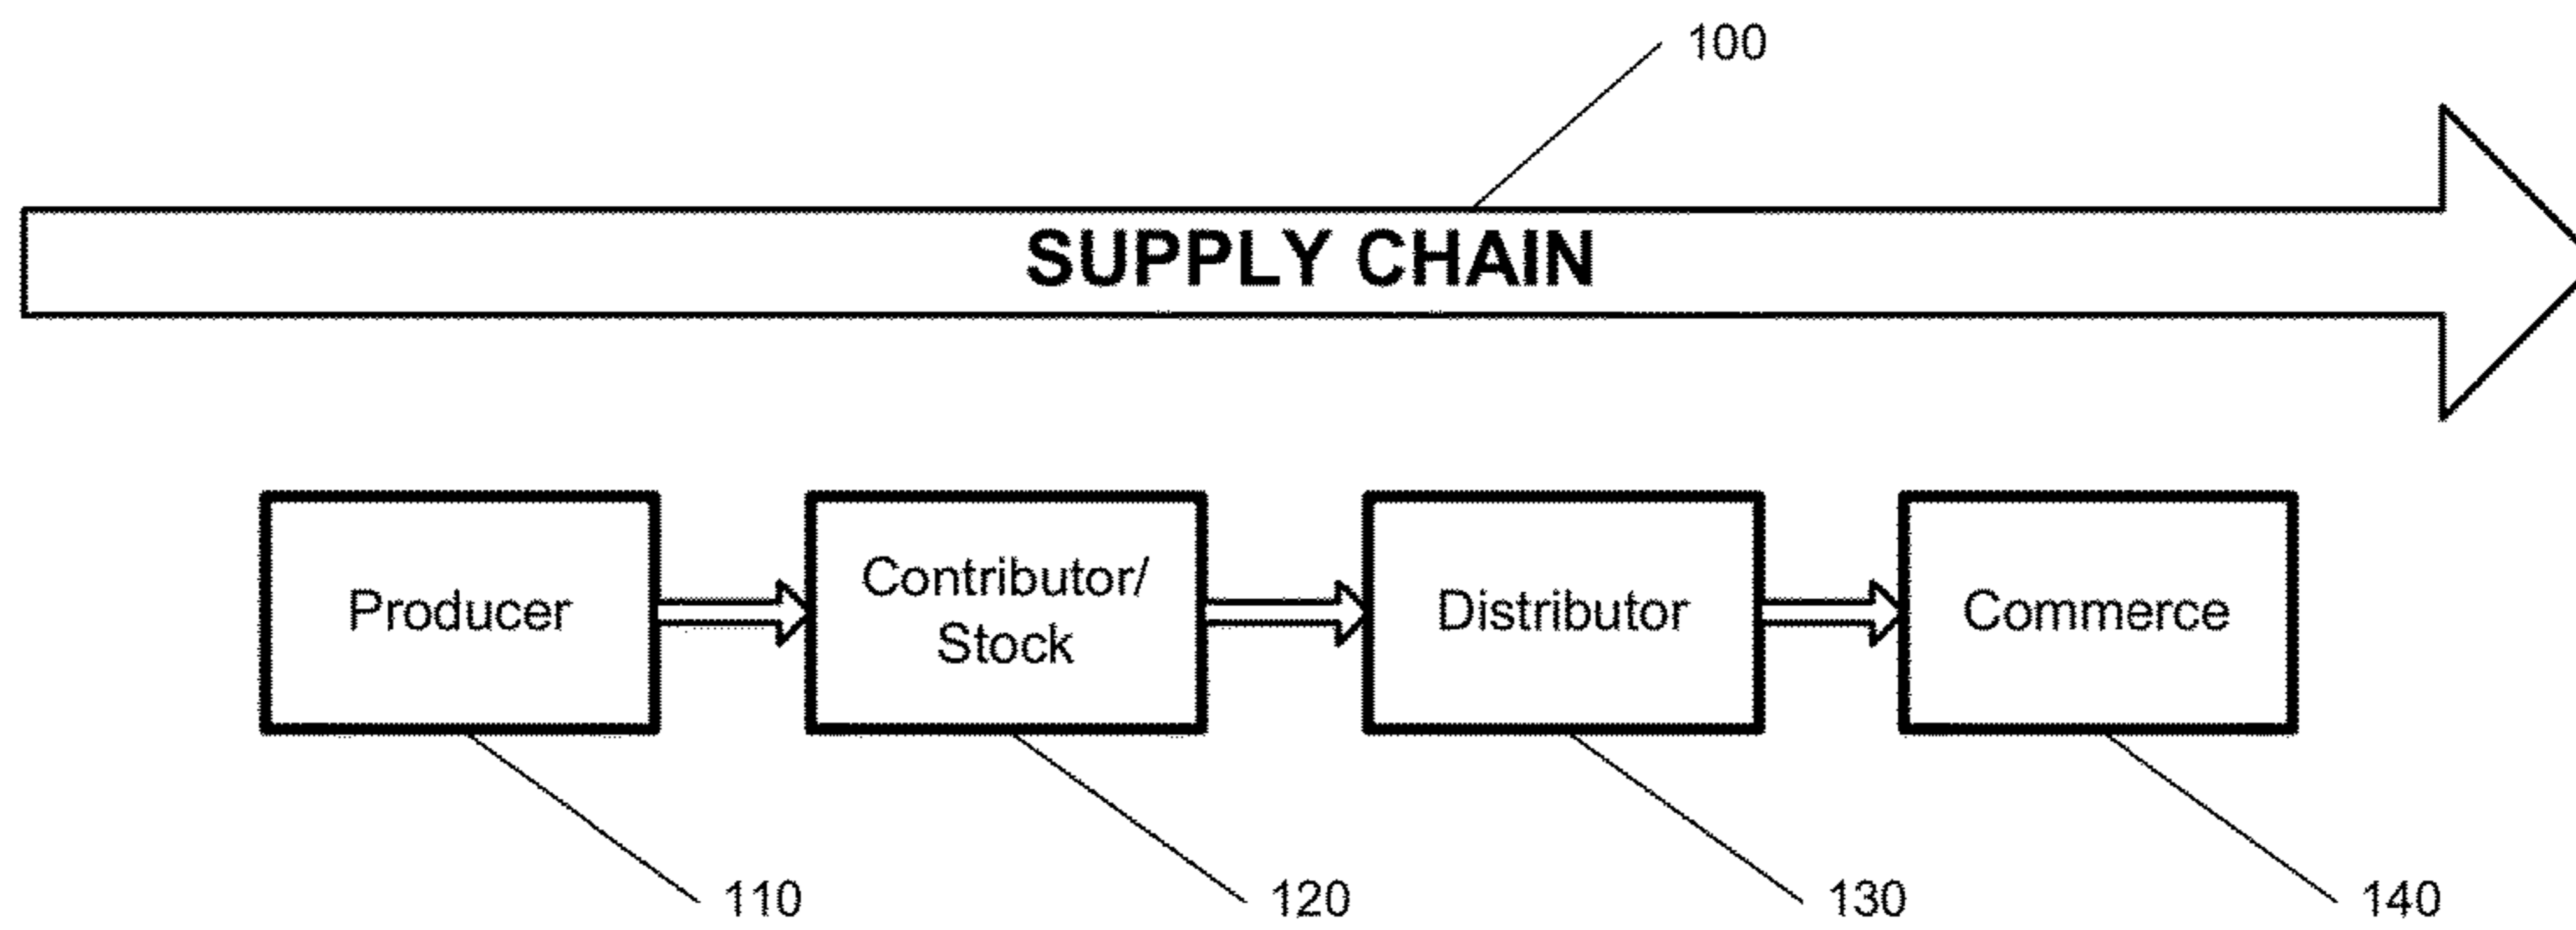 100
SUPPLY CHAIN
Producer
Contributor/
Stock
Distributor
Commerce
110
120
130
140